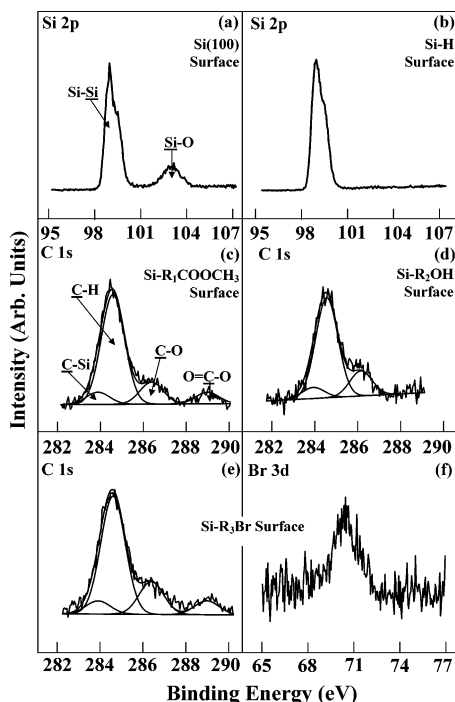 Si 2p (a)
Si(100)
Surface
Si-Si
Si-O
95 98 101 104 107
Si 2p (b)
Si-H
Surface
95 98 101 104 107
C 1s (c)
Si-R₁COOCH₃
Surface
C-H
C-Si
C-O
O=C-O
282 284 286 288 290
C 1s (d)
Si-R₂OH
Surface
282 284 286 288 290
C 1s (e)
Br 3d (f)
Si-R₃Br Surface
282 284 286 288 290
65 68 71 74 77
Intensity (Arb. Units)
Binding Energy (eV)